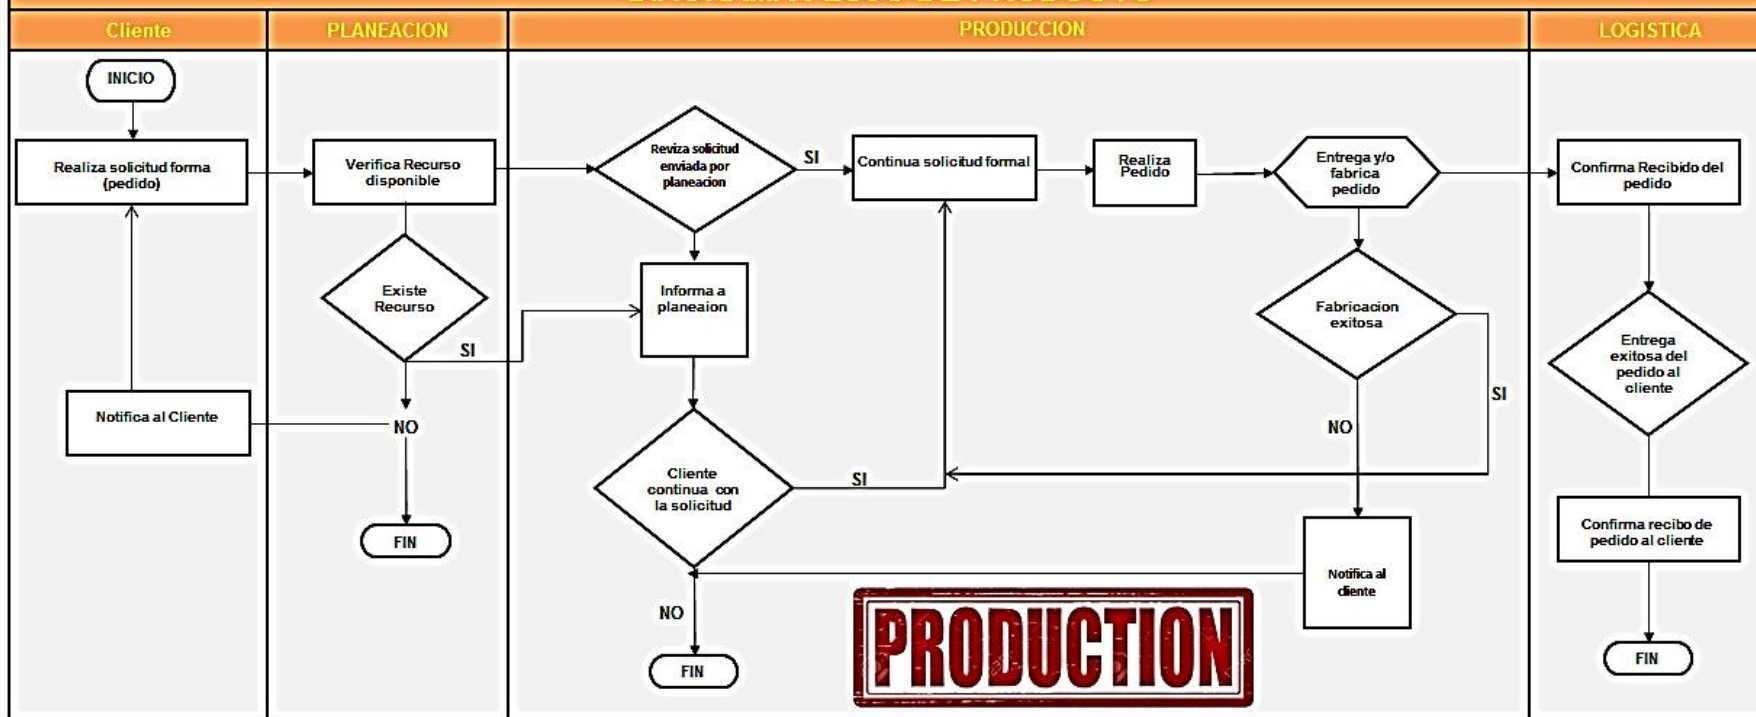 Cliente
PLANEACION
PRODUCCION
LOGISTICA
INICIO
Realiza solicitud forma
(pedido)
Notifica al Cliente
Verifica Recurso
disponible
Existe
Recurso
SI
NO
FIN
Reviza solicitud
enviada por
planeacion
SI
Informa a
planeaion
Cliente
continua con
la solicitud
SI
NO
FIN
Continua solicitud formal
Realiza
Pedido
Entrega y/o
fabrica
pedido
Fabricacion
exitosa
SI
NO
Notifica al
cliente
PRODUCTION
Confirma Recibido del
pedido
Entrega
exitosa del
pedido al
cliente
Confirma recibo de
pedido al cliente
FIN